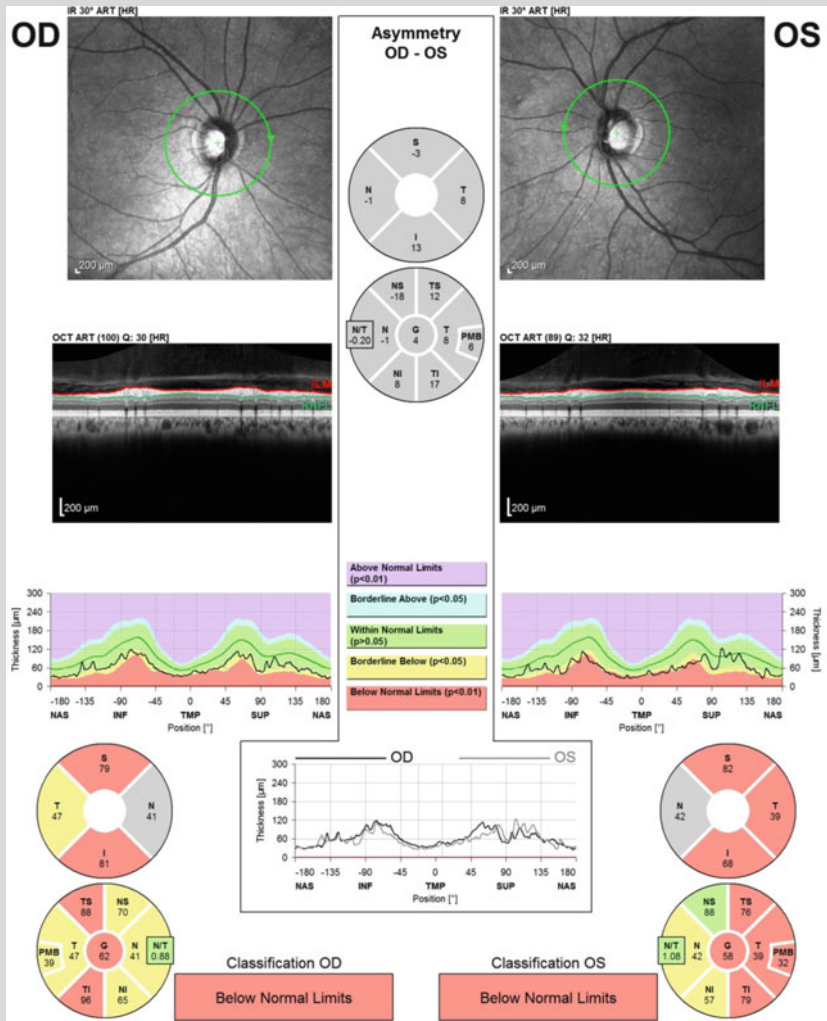 IR 30° ART [HR]
OD
200 µm
Asymmetry
OD - OS
IR 30° ART [HR]
OS
200 µm
S
-3
N
-1
T
8
I
13
NS
-18
TS
12
N/T
-0.20
N
-1
G
4
T
8
PMB
6
NI
8
TI
17
OCT ART (100) Q: 30 [HR]
ILM
RNFL
200 µm
OCT ART (89) Q: 32 [HR]
ILM
RNFL
200 µm
Above Normal Limits
(p<0.01)
Borderline Above (p<0.05)
Within Normal Limits
(p>0.05)
Borderline Below (p<0.05)
Below Normal Limits (p<0.01)
Thickness [µm]
300
240
180
120
60
0
-180 -135 -90 -45 0 45 90 135 180
NAS INF TMP SUP NAS
Position [°]
300
240
180
120
60
0
Thickness [µm]
-180 -135 -90 -45 0 45 90 135 180
NAS INF TMP SUP NAS
Position [°]
S
79
T
47
N
41
I
81
OD
OS
Thickness [µm]
300
240
180
120
60
0
-180 -135 -90 -45 0 45 90 135 180
NAS INF TMP SUP NAS
Position [°]
S
82
N
42
T
39
I
68
TS
88
NS
70
PMB
39
T
47
G
62
N
41
N/T
0.88
TI
96
NI
65
Classification OD
Below Normal Limits
Classification OS
Below Normal Limits
NS
88
TS
76
N/T
1.08
N
42
G
58
T
39
PMB
32
NI
57
TI
79